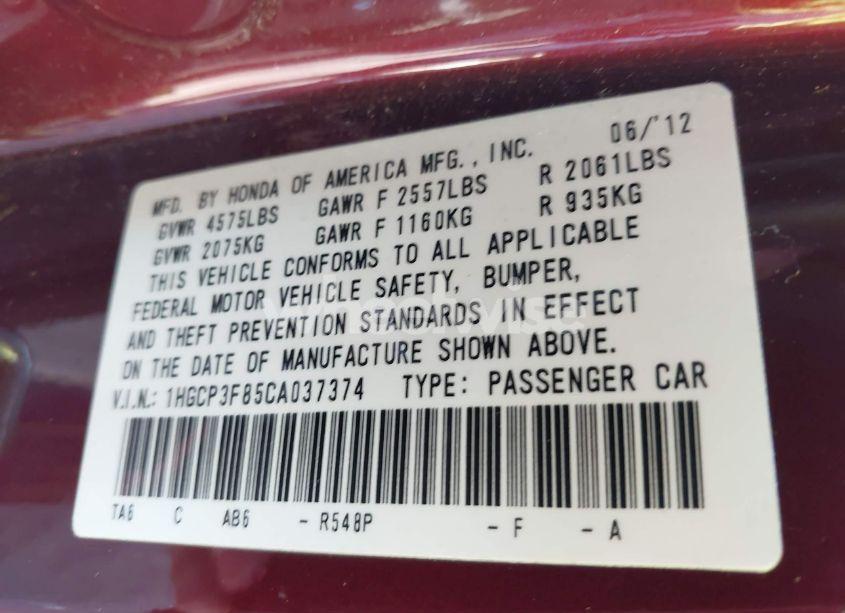 MFD. BY HONDA OF AMERICA MFG., INC. 06/'12
GVWR 4575LBS GAWR F 2557LBS R 2061LBS
GVWR 2075KG GAWR F 1160KG R 935KG
THIS VEHICLE CONFORMS TO ALL APPLICABLE
FEDERAL MOTOR VEHICLE SAFETY, BUMPER,
AND THEFT PREVENTION STANDARDS IN EFFECT
ON THE DATE OF MANUFACTURE SHOWN ABOVE.
V.I.N.: 1HGCP3F85CA037374 TYPE: PASSENGER CAR
TA6 C AB6 - R548P - F - A